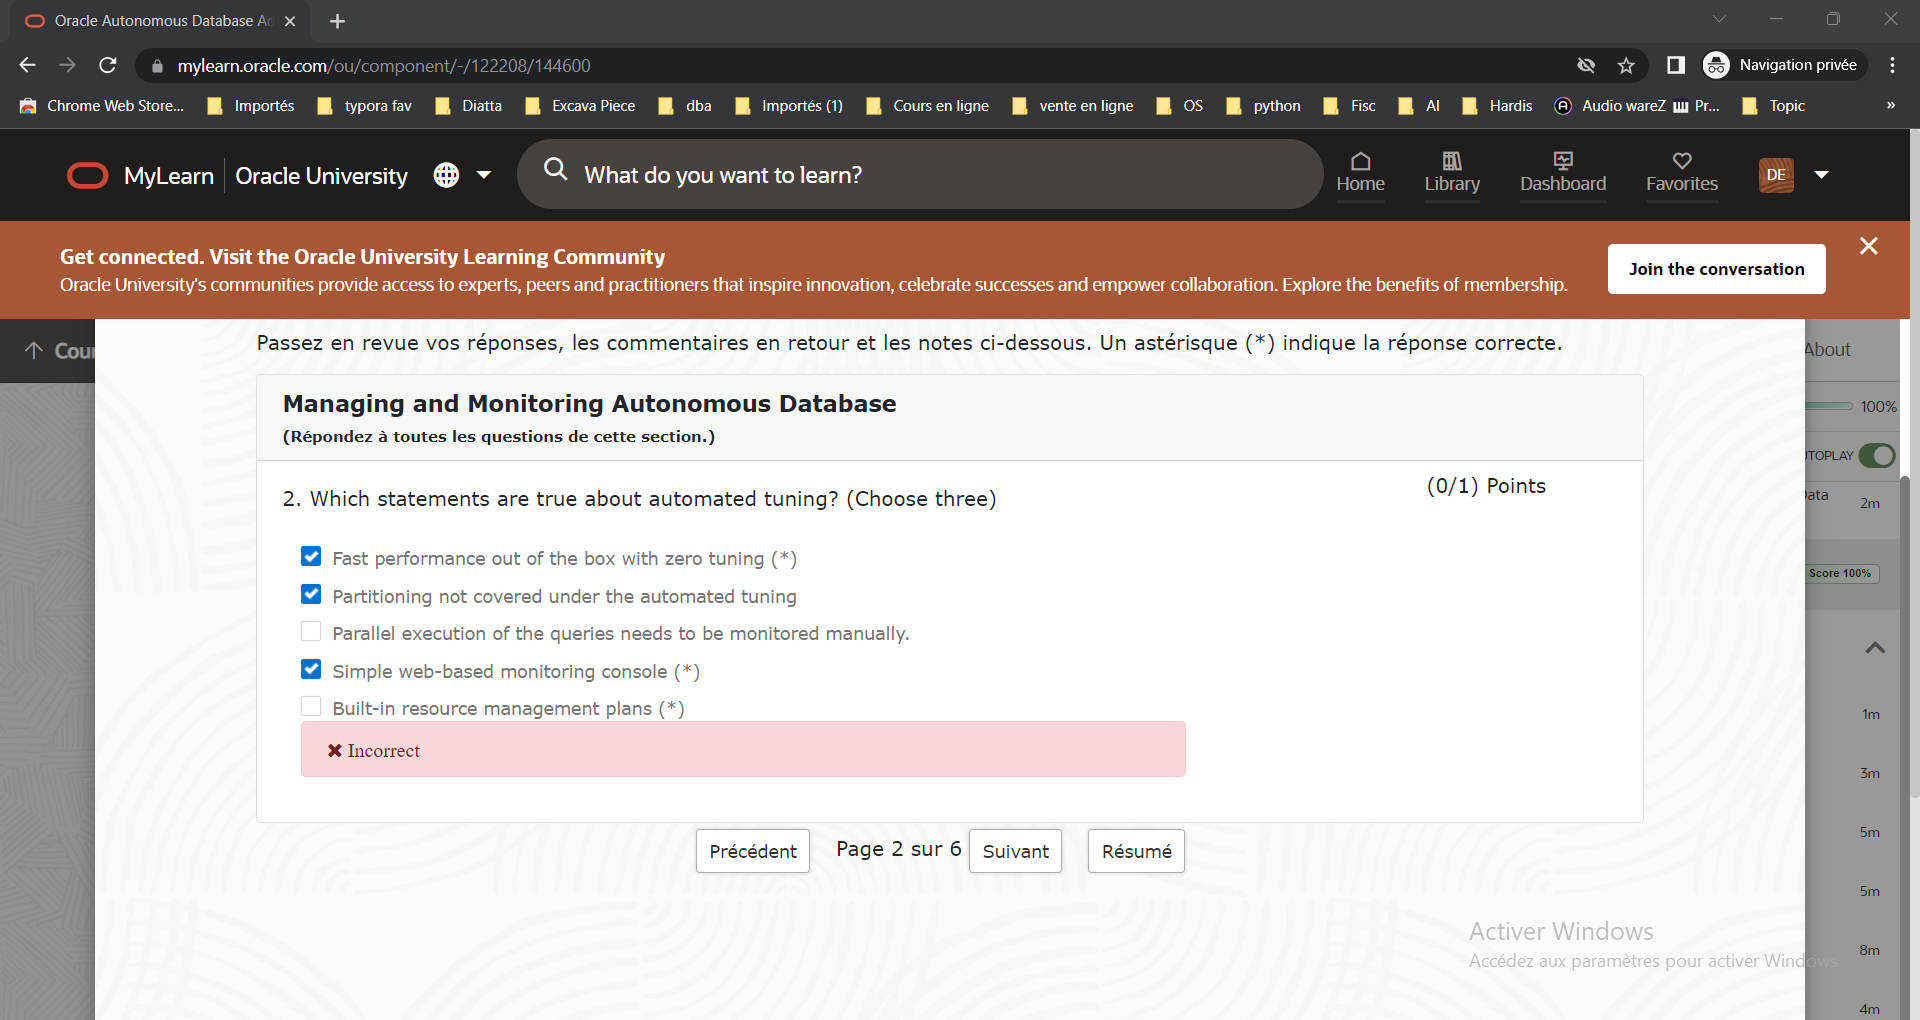 Oracle Autonomous Database Ad
mylearn.oracle.com/ou/component/-/122208/144600
Navigation privée
Chrome Web Store... Importés typora fav Diatta Excava Piece dba Importés (1) Cours en ligne vente en ligne OS python Fisc AI Hardis Audio wareZ Pr... Topic »
MyLearn Oracle University
What do you want to learn?
Home Library Dashboard Favorites DE
Get connected. Visit the Oracle University Learning Community
Oracle University's communities provide access to experts, peers and practitioners that inspire innovation, celebrate successes and empower collaboration. Explore the benefits of membership.
Join the conversation
Cour
About
Passez en revue vos réponses, les commentaires en retour et les notes ci-dessous. Un astérisque (*) indique la réponse correcte.
Managing and Monitoring Autonomous Database
(Répondez à toutes les questions de cette section.)
100%
TOPLAY
2. Which statements are true about automated tuning? (Choose three)
(0/1) Points
ata
2m
Fast performance out of the box with zero tuning (*)
Score 100%
Partitioning not covered under the automated tuning
Parallel execution of the queries needs to be monitored manually.
Simple web-based monitoring console (*)
Built-in resource management plans (*)
Incorrect
1m
3m
5m
5m
8m
4m
Précédent Page 2 sur 6 Suivant Résumé
Activer Windows
Accédez aux paramètres pour activer Windows.